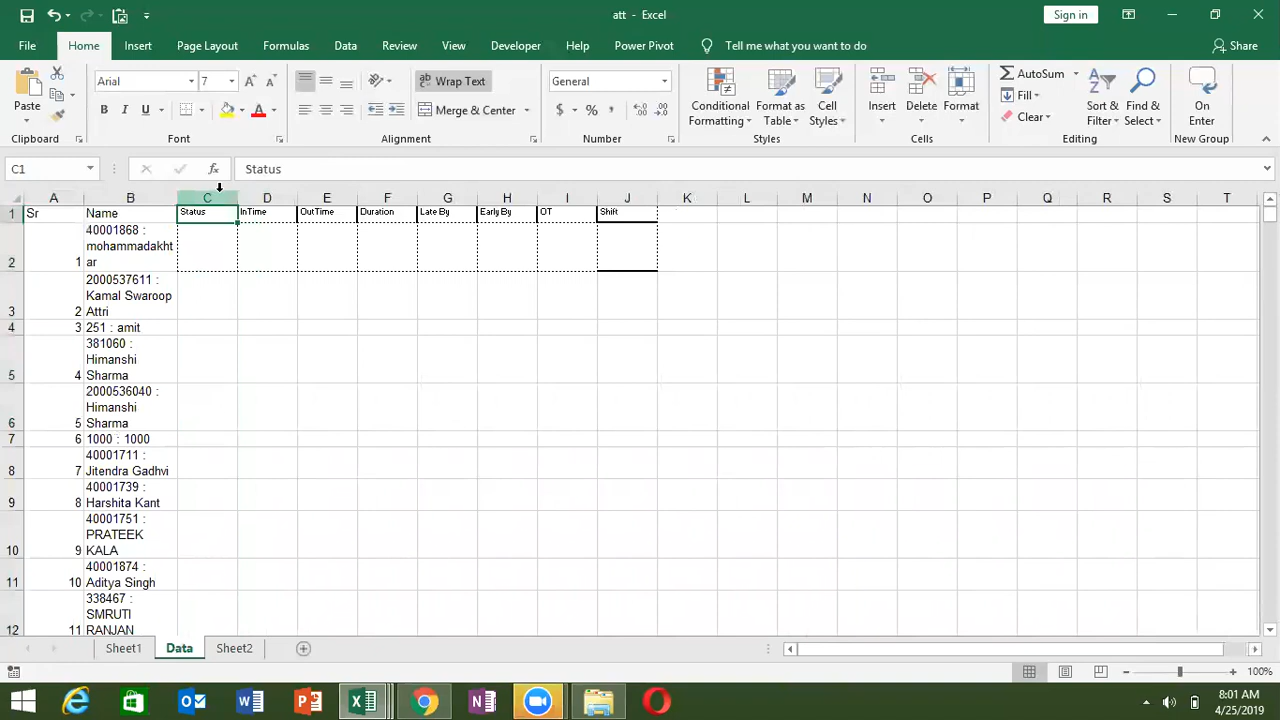 att - Excel
Sign in
File Home Insert Page Layout Formulas Data Review View Developer Help Power Pivot Tell me what you want to do Share
Paste
Arial 7
Wrap Text
General
Conditional Formatting
Format as Table
Cell Styles
Insert
Delete
Format
AutoSum
Fill
Clear
Sort & Filter
Find & Select
On Enter
B I U
Merge & Center
$ % ,
Clipboard Font Alignment Number Styles Cells Editing New Group
C1 fx Status
A B C D E F G H I J K L M N O P Q R S T
1 Sr Name Status InTime OutTime Duration Late By Early By OT Shift
40001868 :
mohammadakht
2 1 ar
2000537611 :
Kamal Swaroop
3 2 Attri
4 3 251 : amit
381060 :
Himanshi
5 4 Sharma
2000536040 :
Himanshi
6 5 Sharma
7 6 1000 : 1000
40001711 :
8 7 Jitendra Gadhvi
40001739 :
9 8 Harshita Kant
40001751 :
PRATEEK
10 9 KALA
40001874 :
11 10 Aditya Singh
338467 :
SMRUTI
12 11 RANJAN
Sheet1 Data Sheet2
100%
8:01 AM
4/25/2019